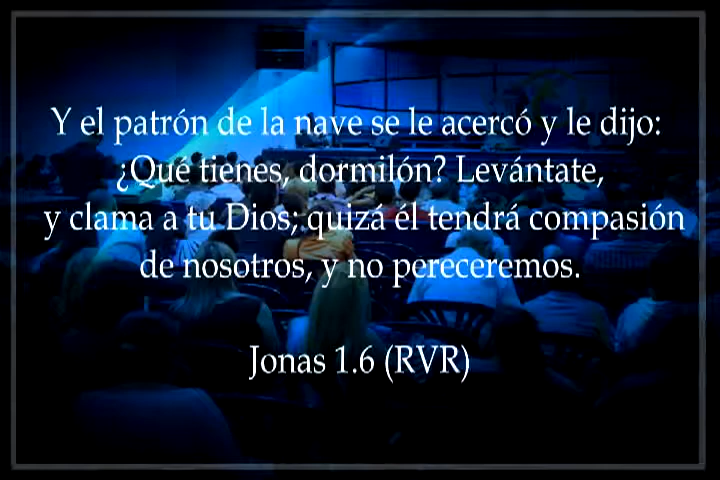 Y el patrón de la nave se le acercó y le dijo:
¿Qué tienes, dormilón? Levántate,
y clama a tu Dios; quizá él tendrá compasión
de nosotros, y no pereceremos.
Jonas 1.6 (RVR)